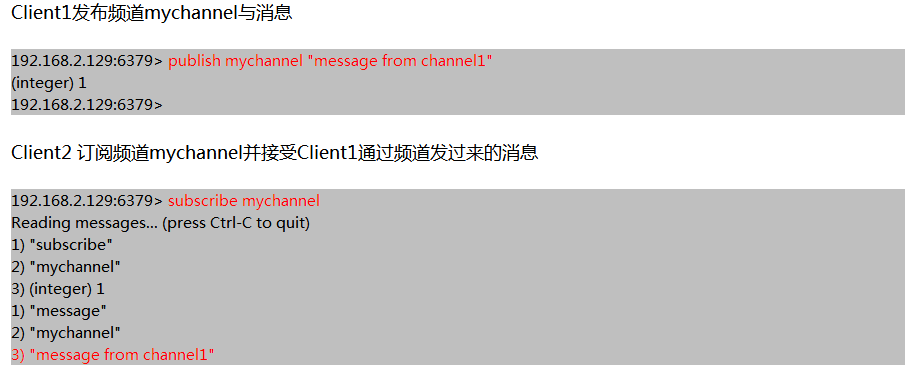 Client1发布频道mychannel与消息
192.168.2.129:6379> publish mychannel "message from channel1"
(integer) 1
192.168.2.129:6379>
Client2 订阅频道mychannel并接受Client1通过频道发过来的消息
192.168.2.129:6379> subscribe mychannel
Reading messages... (press Ctrl-C to quit)
1) "subscribe"
2) "mychannel"
3) (integer) 1
1) "message"
2) "mychannel"
3) "message from channel1"